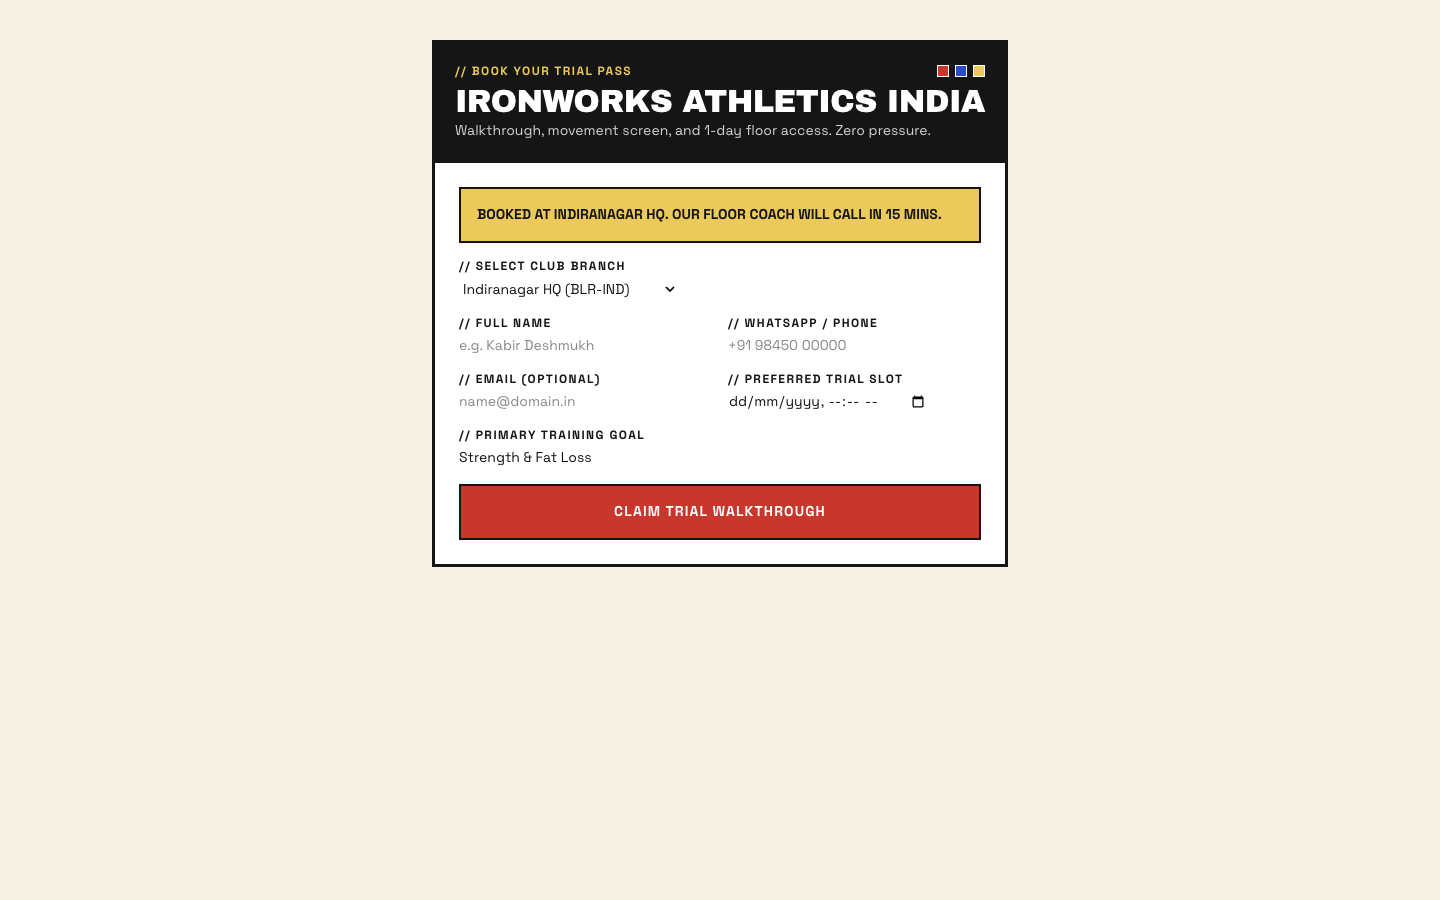 // BOOK YOUR TRIAL PASS
IRONWORKS ATHLETICS INDIA
Walkthrough, movement screen, and 1-day floor access. Zero pressure.
BOOKED AT INDIRANAGAR HQ. OUR FLOOR COACH WILL CALL IN 15 MINS.
// SELECT CLUB BRANCH
Indiranagar HQ (BLR-IND)
// FULL NAME
e.g. Kabir Deshmukh
// WHATSAPP / PHONE
+91 98450 00000
// EMAIL (OPTIONAL)
name@domain.in
// PREFERRED TRIAL SLOT
dd/mm/yyyy, --:-- --
// PRIMARY TRAINING GOAL
Strength & Fat Loss
CLAIM TRIAL WALKTHROUGH